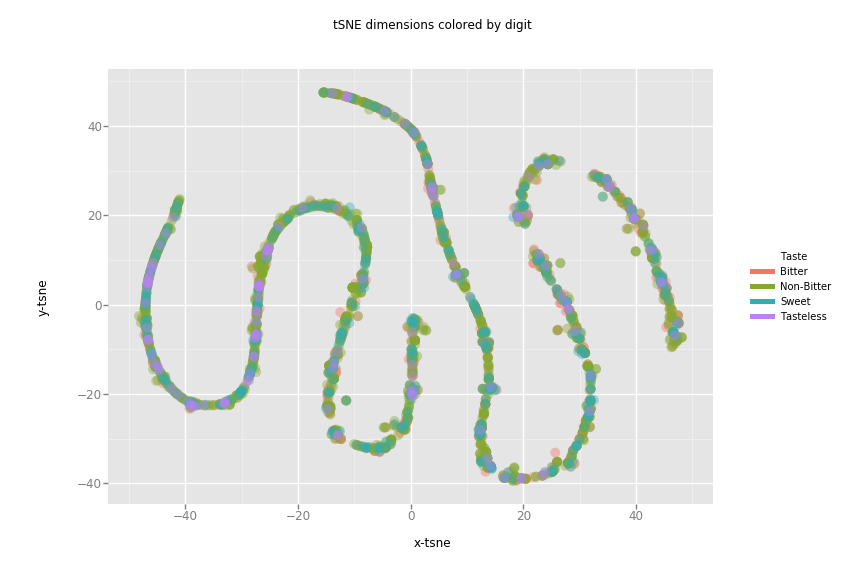 tSNE dimensions colored by digit
40
20
0
−20
−40
y-tsne
−40
−20
0
20
40
x-tsne
Taste
Bitter
Non-Bitter
Sweet
Tasteless